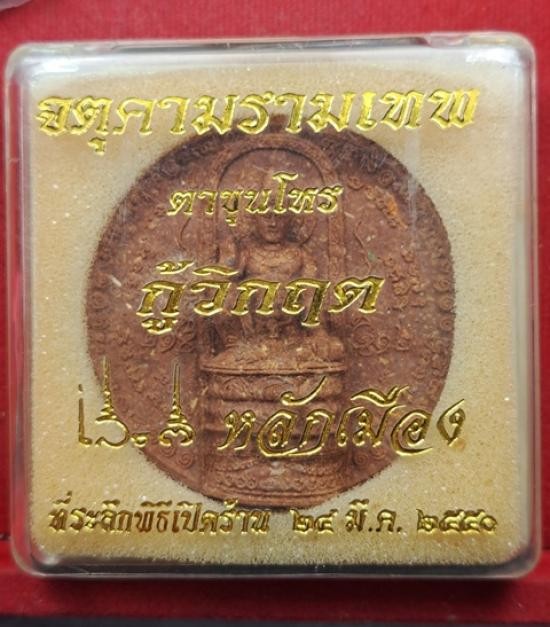 จตุคามรามเทพ
ตาขุนโหร
กู้วิกฤต
หลักเมือง
ที่ระลึกพิธีเปิดร้าน ๒๔ มี.ค. ๒๕๕๐